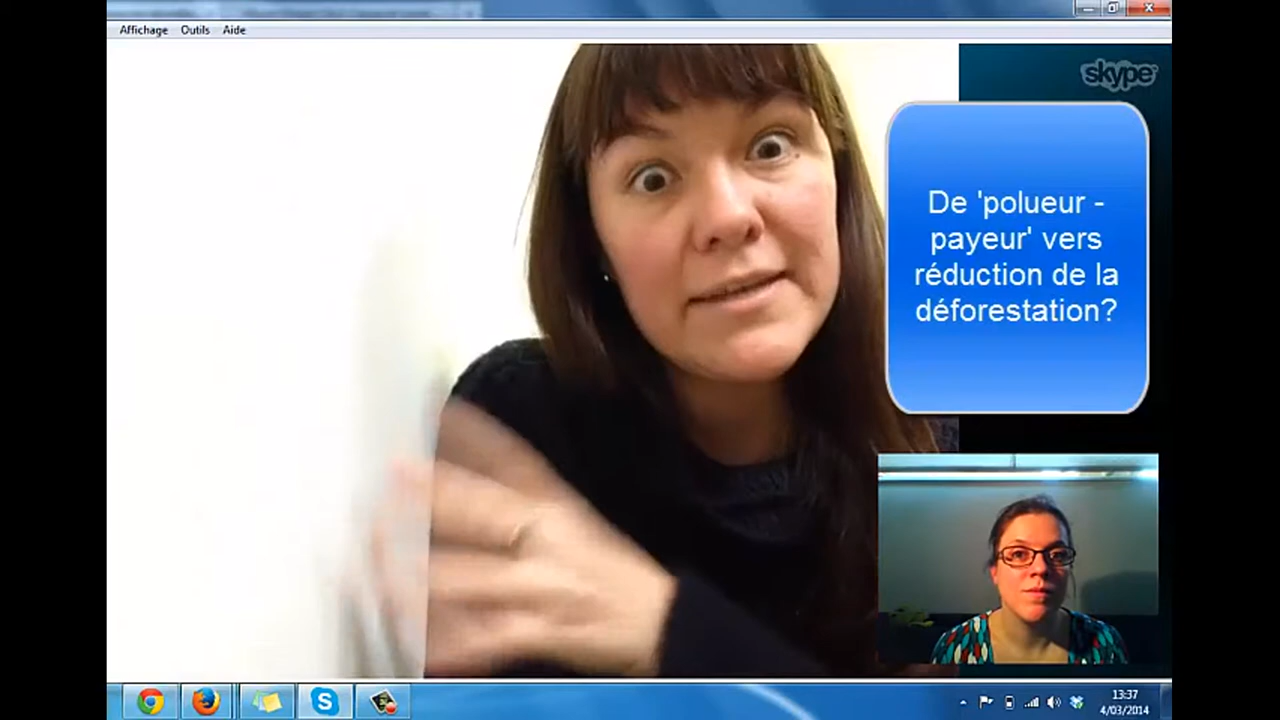 Affichage Outils Aide
skype
De 'polueur -
payeur' vers
réduction de la
déforestation?
13:37
4/03/2014